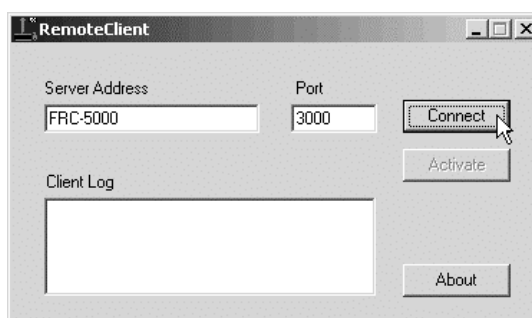 RemoteClient
Server Address
Port
FRC-5000
3000
Connect
Activate
Client Log
About